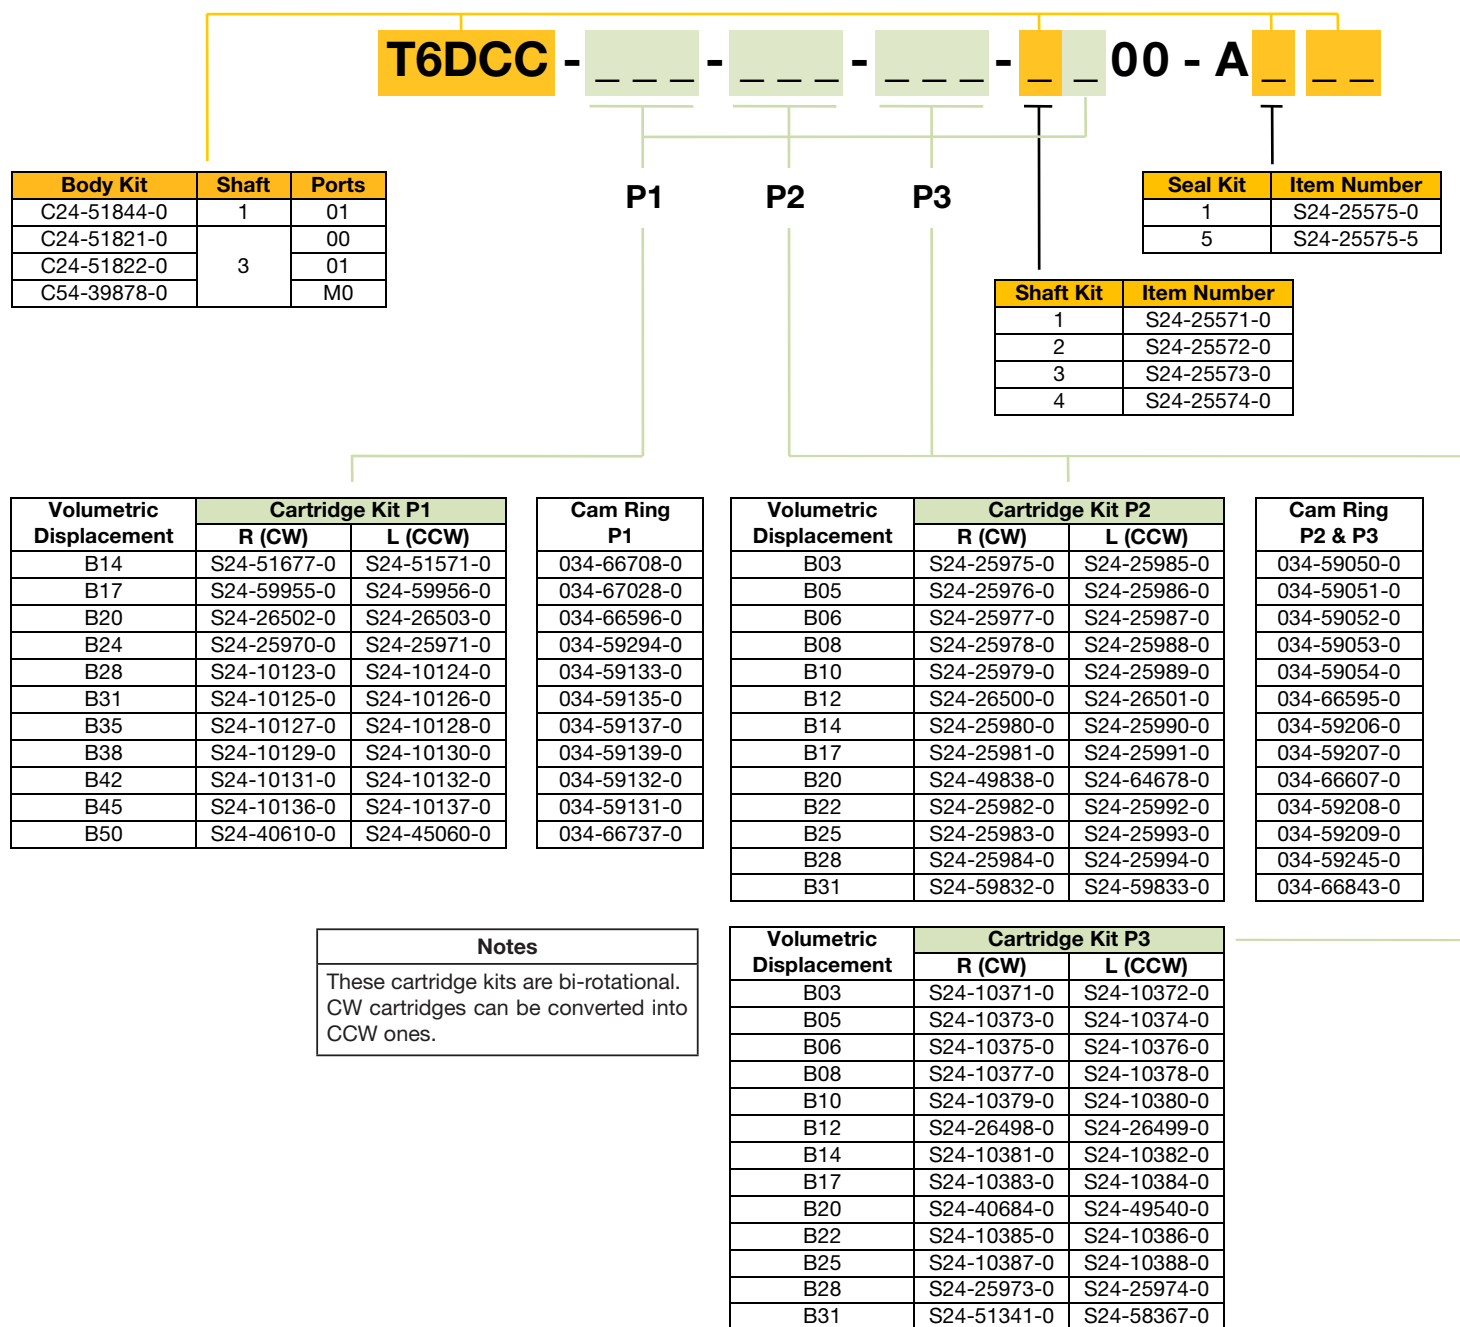 T6DCC - _ _ _ - _ _ _ - _ _ _ - _ _ 00 - A _ _ _
P1 P2 P3
Body Kit Shaft Ports
C24-51844-0 1 01
C24-51821-0 00
C24-51822-0 3 01
C54-39878-0 M0
Seal Kit Item Number
1 S24-25575-0
5 S24-25575-5
Shaft Kit Item Number
1 S24-25571-0
2 S24-25572-0
3 S24-25573-0
4 S24-25574-0
Volumetric Displacement Cartridge Kit P1
R (CW) L (CCW)
B14 S24-51677-0 S24-51571-0
B17 S24-59955-0 S24-59956-0
B20 S24-26502-0 S24-26503-0
B24 S24-25970-0 S24-25971-0
B28 S24-10123-0 S24-10124-0
B31 S24-10125-0 S24-10126-0
B35 S24-10127-0 S24-10128-0
B38 S24-10129-0 S24-10130-0
B42 S24-10131-0 S24-10132-0
B45 S24-10136-0 S24-10137-0
B50 S24-40610-0 S24-45060-0
Cam Ring
P1
034-66708-0
034-67028-0
034-66596-0
034-59294-0
034-59133-0
034-59135-0
034-59137-0
034-59139-0
034-59132-0
034-59131-0
034-66737-0
Volumetric Displacement Cartridge Kit P2
R (CW) L (CCW)
B03 S24-25975-0 S24-25985-0
B05 S24-25976-0 S24-25986-0
B06 S24-25977-0 S24-25987-0
B08 S24-25978-0 S24-25988-0
B10 S24-25979-0 S24-25989-0
B12 S24-26500-0 S24-26501-0
B14 S24-25980-0 S24-25990-0
B17 S24-25981-0 S24-25991-0
B20 S24-49838-0 S24-64678-0
B22 S24-25982-0 S24-25992-0
B25 S24-25983-0 S24-25993-0
B28 S24-25984-0 S24-25994-0
B31 S24-59832-0 S24-59833-0
Cam Ring
P2 & P3
034-59050-0
034-59051-0
034-59052-0
034-59053-0
034-59054-0
034-66595-0
034-59206-0
034-59207-0
034-66607-0
034-59208-0
034-59209-0
034-59245-0
034-66843-0
Notes
These cartridge kits are bi-rotational.
CW cartridges can be converted into
CCW ones.
Volumetric Displacement Cartridge Kit P3
R (CW) L (CCW)
B03 S24-10371-0 S24-10372-0
B05 S24-10373-0 S24-10374-0
B06 S24-10375-0 S24-10376-0
B08 S24-10377-0 S24-10378-0
B10 S24-10379-0 S24-10380-0
B12 S24-26498-0 S24-26499-0
B14 S24-10381-0 S24-10382-0
B17 S24-10383-0 S24-10384-0
B20 S24-40684-0 S24-49540-0
B22 S24-10385-0 S24-10386-0
B25 S24-10387-0 S24-10388-0
B28 S24-25973-0 S24-25974-0
B31 S24-51341-0 S24-58367-0